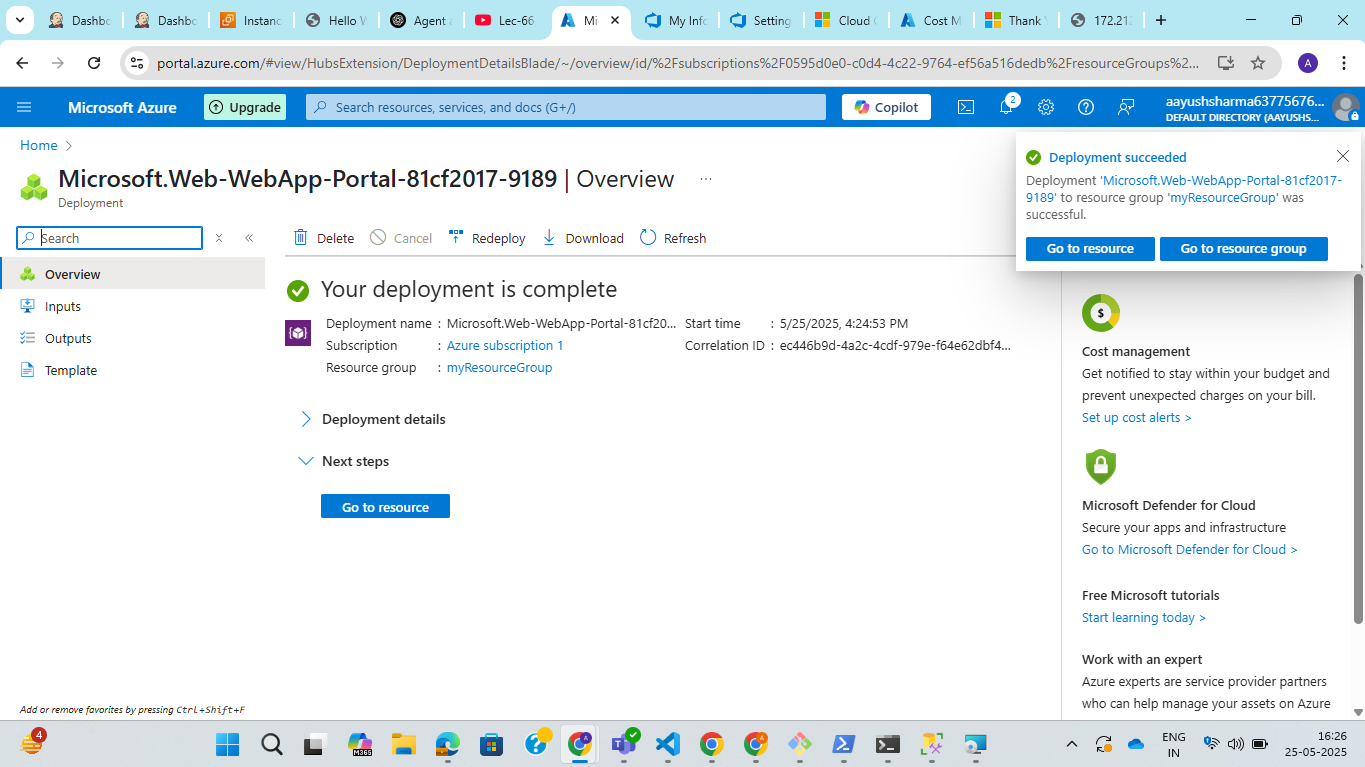 Dashbo
Dashbo
Instanc
Hello W
Agent a
Lec-66
Mi
My Info
Setting
Cloud C
Cost M
Thank Y
172.212
portal.azure.com/#view/HubsExtension/DeploymentDetailsBlade/~/overview/id/%2Fsubscriptions%2F0595d0e0-c0d4-4c22-9764-ef56a516dedb%2FresourceGroups%2...
A
Microsoft Azure
Upgrade
Search resources, services, and docs (G+/)
Copilot
2
aayushsharma63775676...
DEFAULT DIRECTORY (AAYUSHS...
Home
Microsoft.Web-WebApp-Portal-81cf2017-9189 | Overview ...
Deployment
Deployment succeeded
Deployment 'Microsoft.Web-WebApp-Portal-81cf2017-
9189' to resource group 'myResourceGroup' was
successful.
Go to resource
Go to resource group
Search
Delete
Cancel
Redeploy
Download
Refresh
Overview
Inputs
Outputs
Template
Your deployment is complete
Deployment name : Microsoft.Web-WebApp-Portal-81cf20...
Subscription : Azure subscription 1
Resource group : myResourceGroup
Start time : 5/25/2025, 4:24:53 PM
Correlation ID : ec446b9d-4a2c-4cdf-979e-f64e62dbf4...
Deployment details
Next steps
Go to resource
$
Cost management
Get notified to stay within your budget and
prevent unexpected charges on your bill.
Set up cost alerts >
Microsoft Defender for Cloud
Secure your apps and infrastructure
Go to Microsoft Defender for Cloud >
Free Microsoft tutorials
Start learning today >
Work with an expert
Azure experts are service provider partners
who can help manage your assets on Azure
Add or remove favorites by pressing Ctrl+Shift+F
4
M365
ENG
IN
16:26
25-05-2025